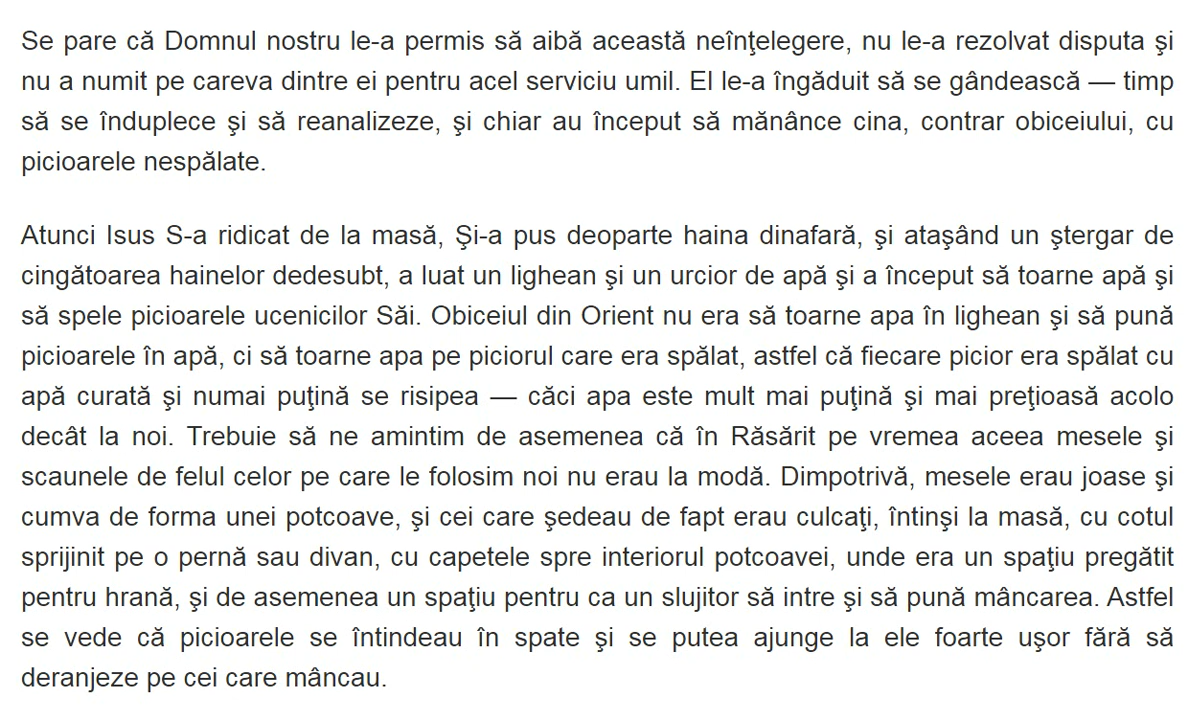 Se pare că Domnul nostru le-a permis să aibă această neînţelegere, nu le-a rezolvat disputa şi
nu a numit pe careva dintre ei pentru acel serviciu umil. El le-a îngăduit să se gândească — timp
să se înduplece şi să reanalizeze, şi chiar au început să mănânce cina, contrar obiceiului, cu
picioarele nespălate.
Atunci Isus S-a ridicat de la masă, Şi-a pus deoparte haina dinafară, şi ataşând un ştergar de
cingătoarea hainelor dedesubt, a luat un lighean şi un urcior de apă şi a început să toarne apă şi
să spele picioarele ucenicilor Săi. Obiceiul din Orient nu era să toarne apa în lighean şi să pună
picioarele în apă, ci să toarne apa pe piciorul care era spălat, astfel că fiecare picior era spălat cu
apă curată şi numai puţină se risipea — căci apa este mult mai puţină şi mai preţioasă acolo
decât la noi. Trebuie să ne amintim de asemenea că în Răsărit pe vremea aceea mesele şi
scaunele de felul celor pe care le folosim noi nu erau la modă. Dimpotrivă, mesele erau joase şi
cumva de forma unei potcoave, şi cei care şedeau de fapt erau culcaţi, întinşi la masă, cu cotul
sprijinit pe o pernă sau divan, cu capetele spre interiorul potcoavei, unde era un spaţiu pregătit
pentru hrană, şi de asemenea un spaţiu pentru ca un slujitor să intre şi să pună mâncarea. Astfel
se vede că picioarele se întindeau în spate şi se putea ajunge la ele foarte uşor fără să
deranjeze pe cei care mâncau.